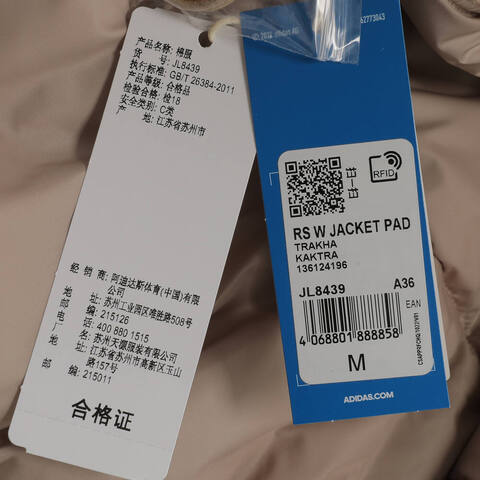 产品名称: 棉服
货 号: JL8439
执行标准: GB/T 26384-2011
产品等级: 合格品
检验合格: 检18
安全类别: C类
产 地: 江苏省苏州市
经 销 商: 阿迪达斯体育(中国)有限
公司
地 址: 苏州工业园区唯胜路508号
邮 编: 215126
电 话: 400 880 1515
厂 名: 苏州天源服装有限公司
地 址: 江苏省苏州市高新区玉山
路157号
邮 编: 215011
合格证
adidas AG
RFID
RS W JACKET PAD
TRAKHA
KAKTRA
136124196
JL8439 A36
EAN
4 068801 888858
M
ADIDAS.COM